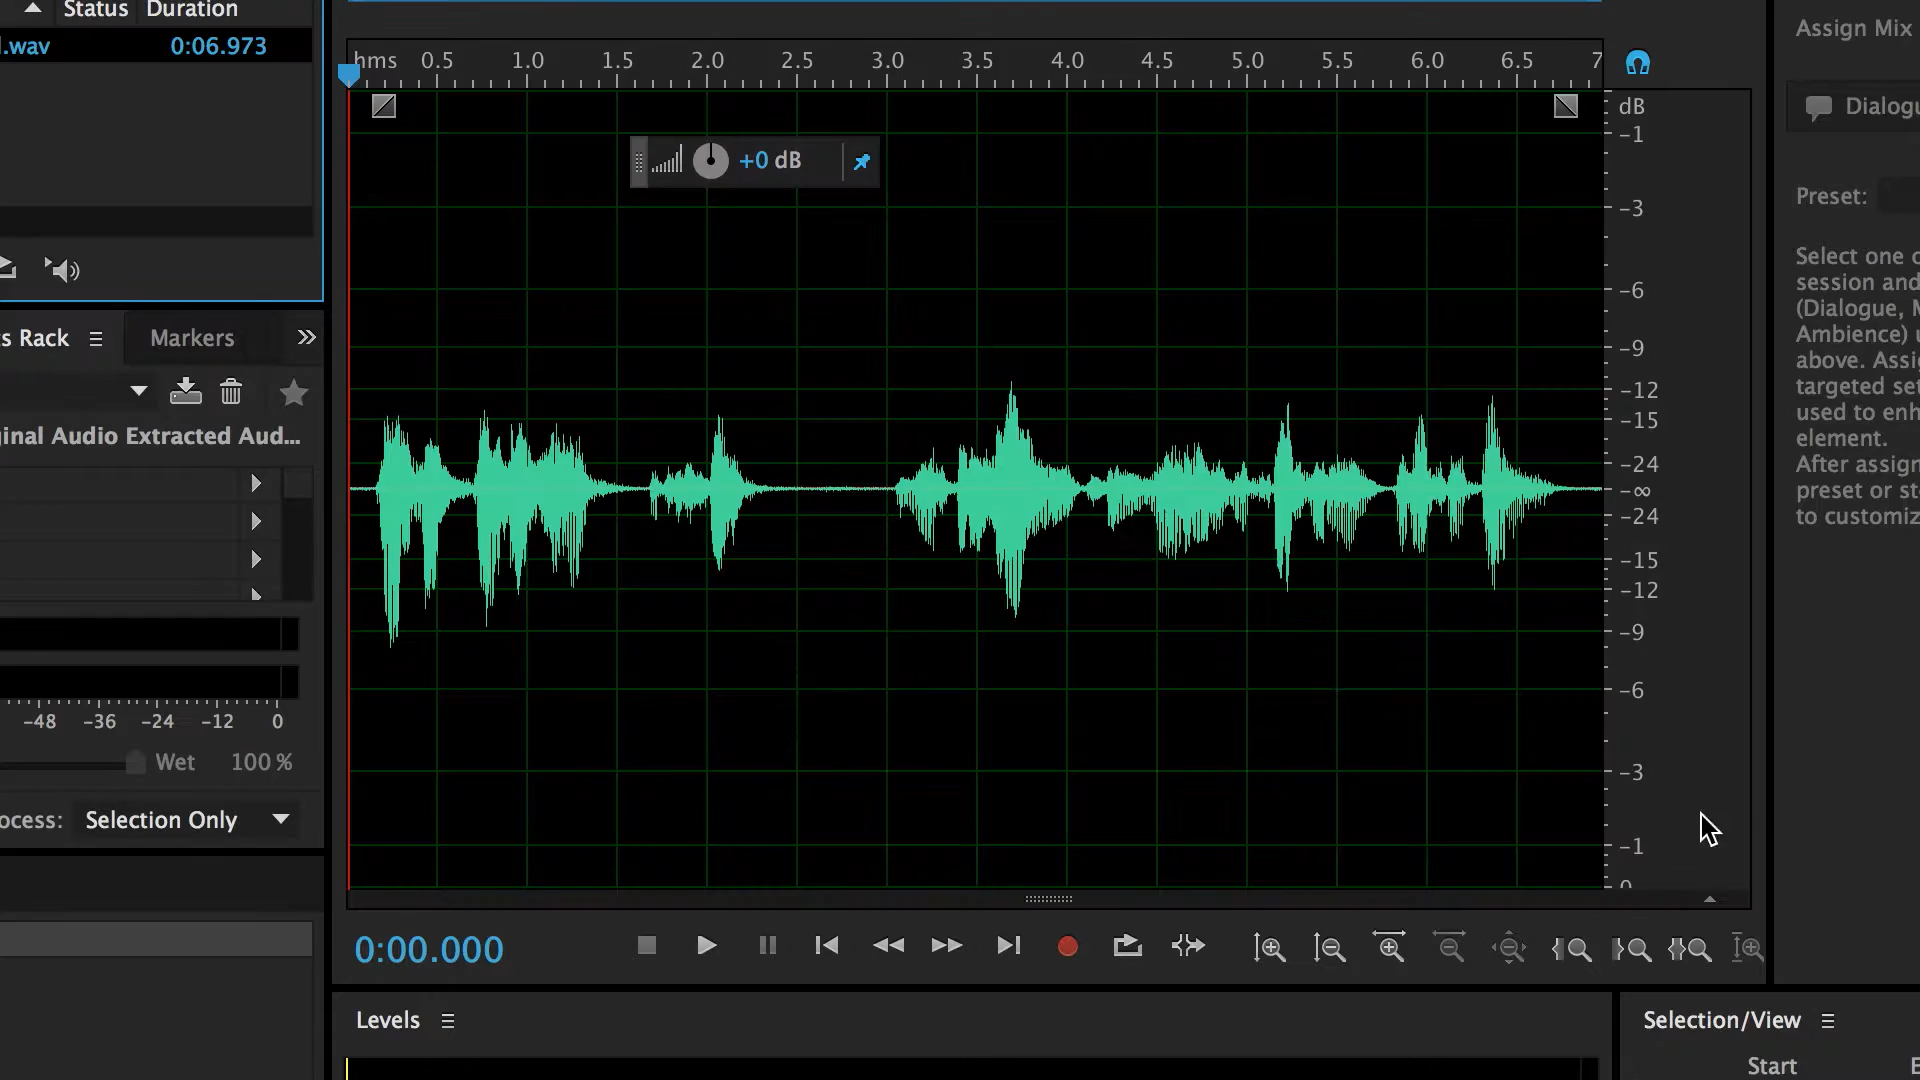 Status Duration
l.wav 0:06.973
s Rack Markers
ginal Audio Extracted Aud...
-48 -36 -24 -12 0
Wet 100 %
ocess: Selection Only
hms 0.5 1.0 1.5 2.0 2.5 3.0 3.5 4.0 4.5 5.0 5.5 6.0 6.5 7
+0 dB
dB
-1
-3
-6
-9
-12
-15
-24
-∞
-24
-15
-12
-9
-6
-3
-1
0
0:00.000
Levels
Selection/View
Start
E
Assign Mix
Dialogu
Preset:
Select one o
session and
(Dialogue, M
Ambience) u
above. Assig
targeted set
used to enh
element.
After assign
preset or st
to customiz